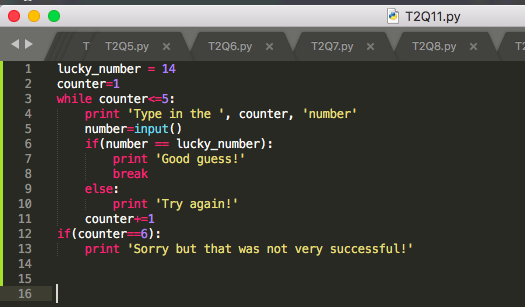 T2Q11.py
T T2Q5.py × T2Q6.py × T2Q7.py × T2Q8.py × T2
1 lucky_number = 14
2 counter=1
3 while counter<=5:
4     print 'Type in the ', counter, 'number'
5     number=input()
6     if(number == lucky_number):
7         print 'Good guess!'
8         break
9     else:
10         print 'Try again!'
11     counter+=1
12 if(counter==6):
13     print 'Sorry but that was not very successful!'
14
15
16